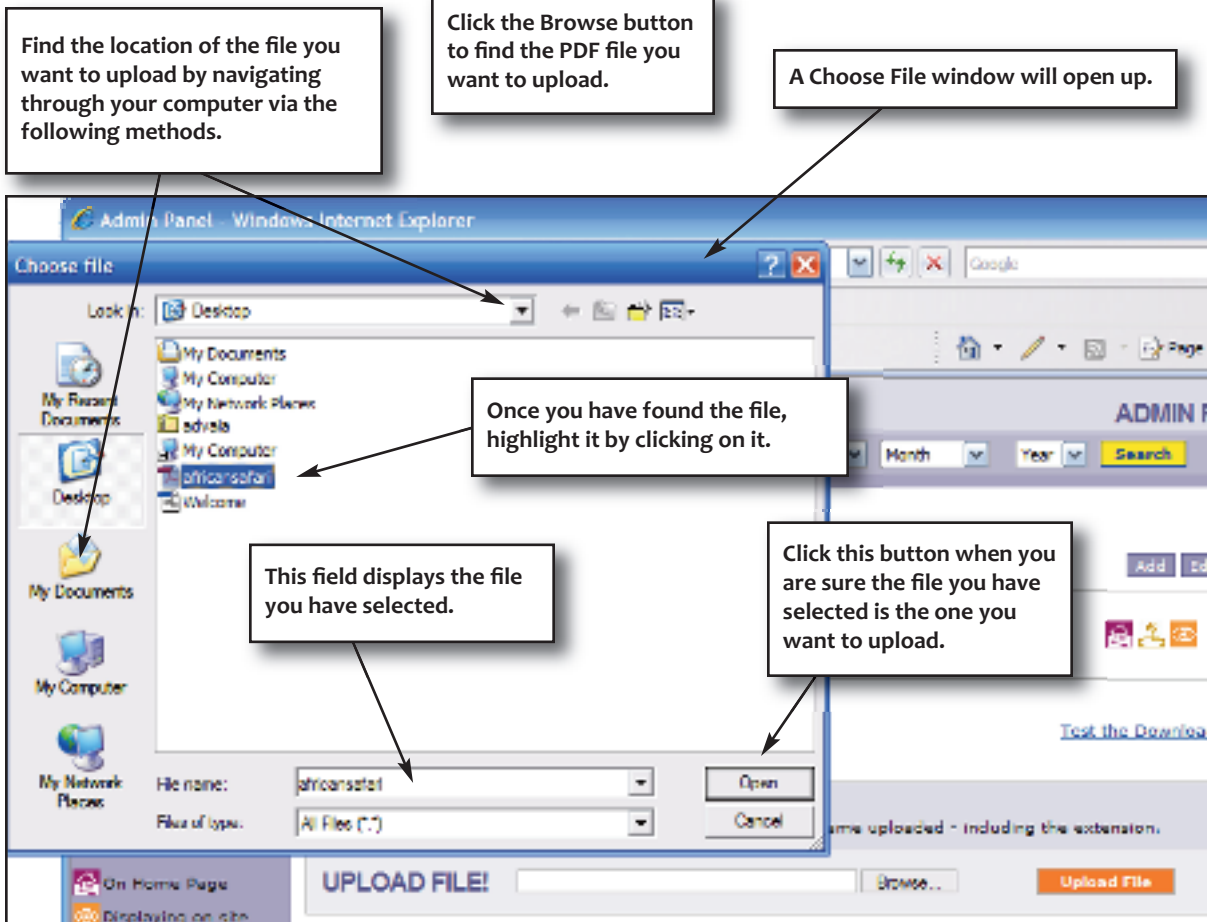 Find the location of the file you
want to upload by navigating
through your computer via the
following methods.
Click the Browse button
to find the PDF file you
want to upload.
A Choose File window will open up.
Admin Panel - Windows Internet Explorer
Choose file
Google
Look in:
Desktop
Page
My Recent
Documents
Desktop
My Documents
My Computer
My Network
Places
My Documents
My Computer
My Network Places
My Computer
africansafari
Welcome
Once you have found the file,
highlight it by clicking on it.
ADMIN
Month
Year
Search
This field displays the file
you have selected.
Click this button when you
are sure the file you have
selected is the one you
want to upload.
Add
Ed
Test the Downloa
File name:
africansafari
Open
Files of type:
All Files (*.*)
Cancel
ame uploaded - including the extension.
On Home Page
Displaying on site
UPLOAD FILE!
Browse...
Upload File